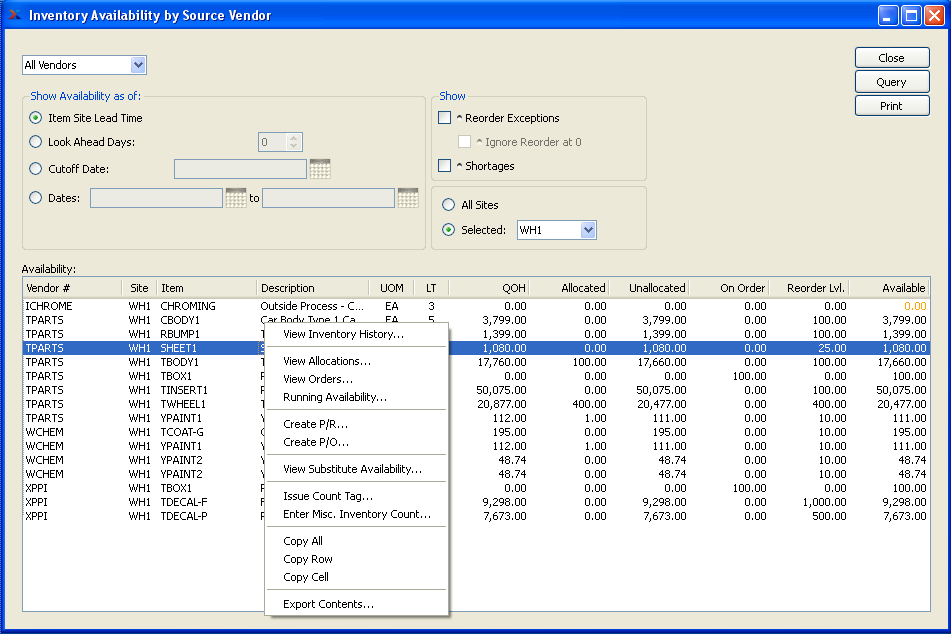 Inventory Availability by Source Vendor
All Vendors
Close
Query
Print
Show Availability as of:
Item Site Lead Time
Look Ahead Days:
0
Cutoff Date:
Dates:
to
Show
^ Reorder Exceptions
^ Ignore Reorder at 0
^ Shortages
All Sites
Selected:
WH1
Availability:
Vendor # Site Item Description UOM LT QOH Allocated Unallocated On Order Reorder Lvl. Available
ICHROME WH1 CHROMING Outside Process - C... EA 3 0.00 0.00 0.00 0.00 0.00 0.00
TPARTS WH1 CBODY1 Car Body Type 1 Ca... EA 5 3,799.00 0.00 3,799.00 0.00 100.00 3,799.00
TPARTS WH1 RBUMP1 1,399.00 0.00 1,399.00 0.00 100.00 1,399.00
TPARTS WH1 SHEET1 1,080.00 0.00 1,080.00 0.00 25.00 1,080.00
TPARTS WH1 TBODY1 17,760.00 100.00 17,660.00 0.00 100.00 17,660.00
TPARTS WH1 TBOX1 0.00 0.00 0.00 100.00 0.00 100.00
TPARTS WH1 TINSERT1 50,075.00 0.00 50,075.00 0.00 100.00 50,075.00
TPARTS WH1 TWHEEL1 20,877.00 400.00 20,477.00 0.00 400.00 20,477.00
TPARTS WH1 YPAINT1 112.00 1.00 111.00 0.00 10.00 111.00
WCHEM WH1 TCOAT-G 195.00 0.00 195.00 0.00 10.00 195.00
WCHEM WH1 YPAINT1 112.00 1.00 111.00 0.00 10.00 111.00
WCHEM WH1 YPAINT2 48.74 0.00 48.74 0.00 10.00 48.74
WCHEM WH1 YPAINT2 48.74 0.00 48.74 0.00 10.00 48.74
XPPI WH1 TBOX1 0.00 0.00 0.00 100.00 0.00 100.00
XPPI WH1 TDECAL-F 9,298.00 0.00 9,298.00 0.00 1,000.00 9,298.00
XPPI WH1 TDECAL-P 7,673.00 0.00 7,673.00 0.00 500.00 7,673.00
View Inventory History...
View Allocations...
View Orders...
Running Availability...
Create P/R...
Create P/O...
View Substitute Availability...
Issue Count Tag...
Enter Misc. Inventory Count...
Copy All
Copy Row
Copy Cell
Export Contents...